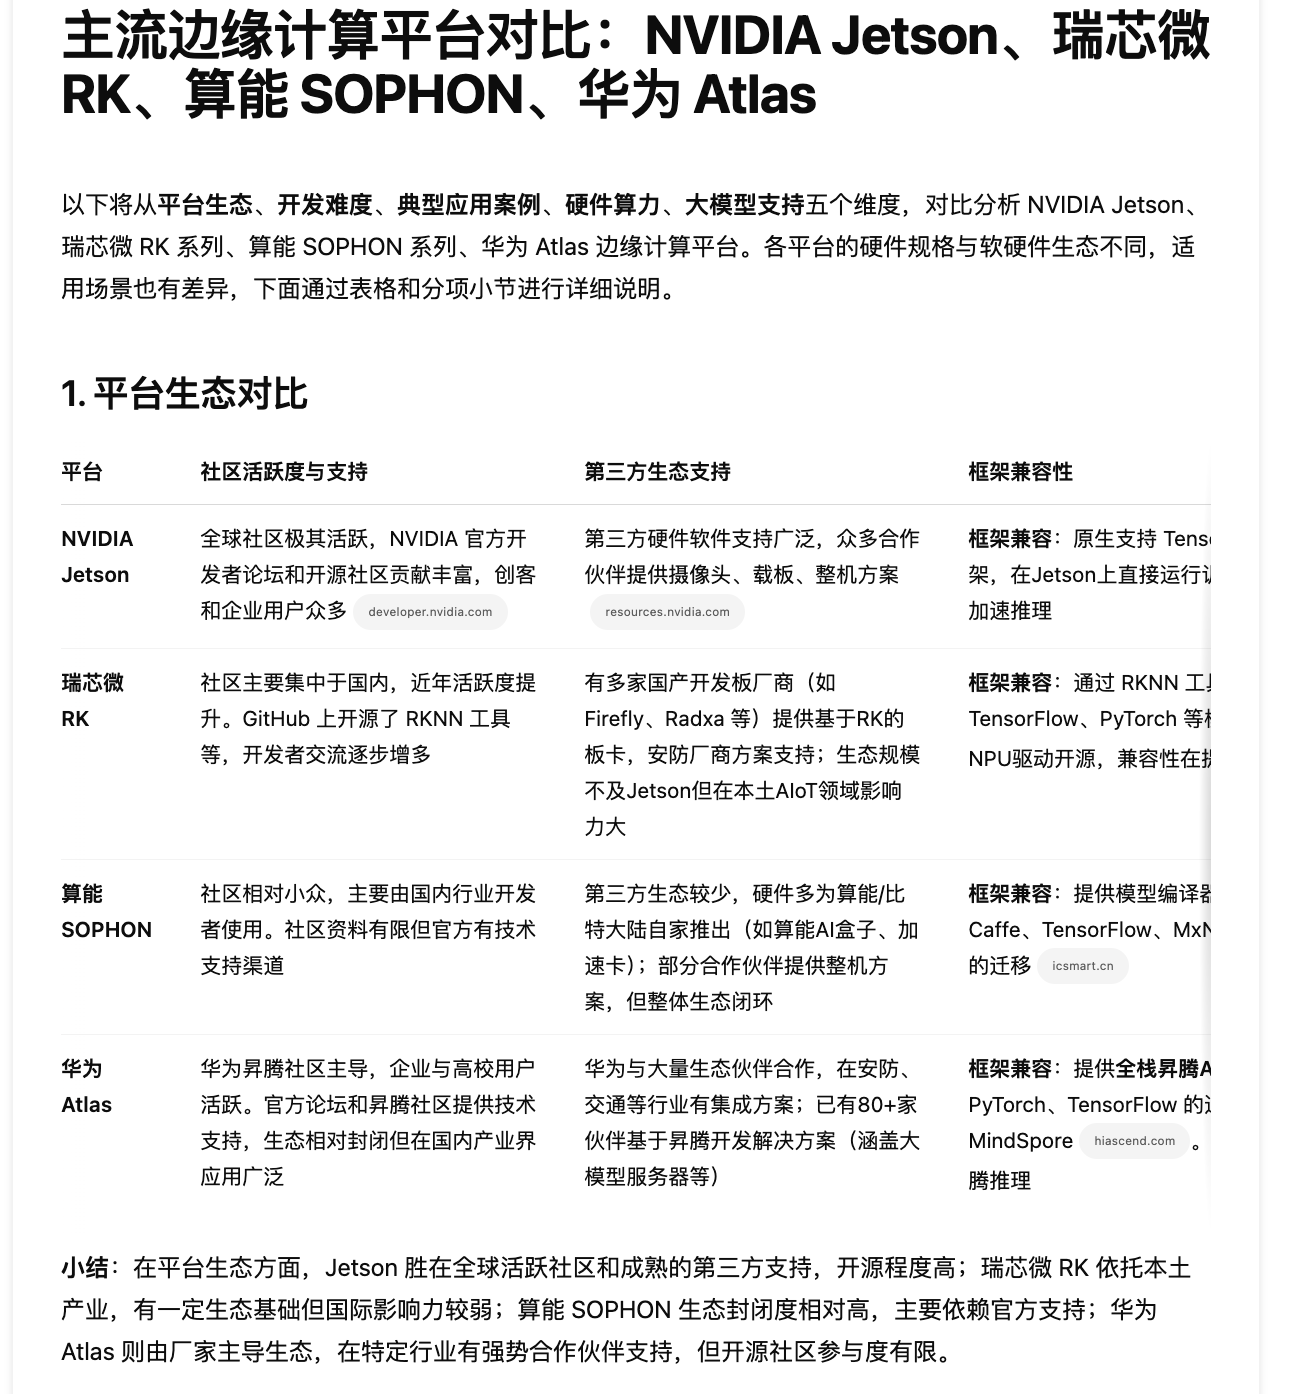 主流边缘计算平台对比：NVIDIA Jetson、瑞芯微
RK、算能 SOPHON、华为 Atlas
以下将从平台生态、开发难度、典型应用案例、硬件算力、大模型支持五个维度，对比分析 NVIDIA Jetson、
瑞芯微 RK 系列、算能 SOPHON 系列、华为 Atlas 边缘计算平台。各平台的硬件规格与软硬件生态不同，适
用场景也有差异，下面通过表格和分项小节进行详细说明。
1. 平台生态对比
平台 社区活跃度与支持 第三方生态支持 框架兼容性
NVIDIA
Jetson
全球社区极其活跃，NVIDIA 官方开
发者论坛和开源社区贡献丰富，创客
和企业用户众多 developer.nvidia.com
第三方硬件软件支持广泛，众多合作
伙伴提供摄像头、载板、整机方案
resources.nvidia.com
框架兼容：原生支持
架，在Jetson上直接运行
加速推理
瑞芯微
RK
社区主要集中于国内，近年活跃度提
升。GitHub 上开源了 RKNN 工具
等，开发者交流逐步增多
有多家国产开发板厂商（如
Firefly、Radxa 等）提供基于RK的
板卡，安防厂商方案支持；生态规模
不及Jetson但在本土AIoT领域影响
力大
框架兼容：通过 RKNN 工
TensorFlow、PyTorch 等
NPU驱动开源，兼容性在
算能
SOPHON
社区相对小众，主要由国内行业开发
者使用。社区资料有限但官方有技术
支持渠道
第三方生态较少，硬件多为算能/比
特大陆自家推出（如算能AI盒子、加
速卡）；部分合作伙伴提供整机方
案，但整体生态闭环
框架兼容：提供模型编译器
Caffe、TensorFlow、
的迁移 icsmart.cn
华为
Atlas
华为昇腾社区主导，企业与高校用户
活跃。官方论坛和昇腾社区提供技术
支持，生态相对封闭但在国内产业界
应用广泛
华为与大量生态伙伴合作，在安防、
交通等行业有集成方案；已有80+家
伙伴基于昇腾开发解决方案（涵盖大
模型服务器等）
框架兼容：提供全栈昇腾
PyTorch、TensorFlow 的
MindSpore hiascend.com 。
腾推理
小结：在平台生态方面，Jetson 胜在全球活跃社区和成熟的第三方支持，开源程度高；瑞芯微 RK 依托本土
产业，有一定生态基础但国际影响力较弱；算能 SOPHON 生态封闭度相对高，主要依赖官方支持；华为
Atlas 则由厂家主导生态，在特定行业有强势合作伙伴支持，但开源社区参与度有限。